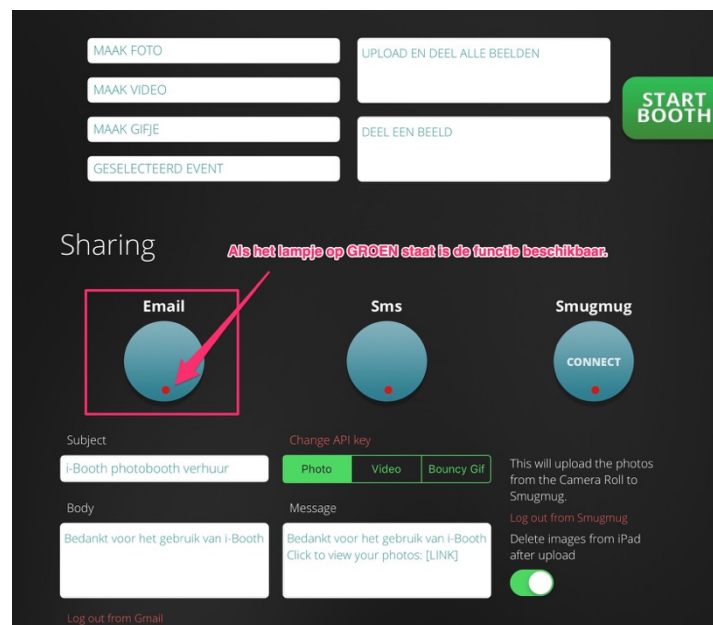 MAAK FOTO
UPLOAD EN DEEL ALLE BEELDEN
MAAK VIDEO
START
BOOTH
MAAK GIFJE
DEEL EEN BEELD
GESELECTEERD EVENT
Sharing
Als het lampje op GROEN staat is de functie beschikbaar.
Email
Sms
Smugmug
CONNECT
Subject
i-Booth photobooth verhuur
Body
Bedankt voor het gebruik van i-Booth
Log out from Gmail
Change API key
Photo Video Bouncy Gif
Message
Bedankt voor het gebruik van i-Booth
Click to view your photos: [LINK]
This will upload the photos
from the Camera Roll to
Smugmug.
Log out from Smugmug
Delete images from iPad
after upload